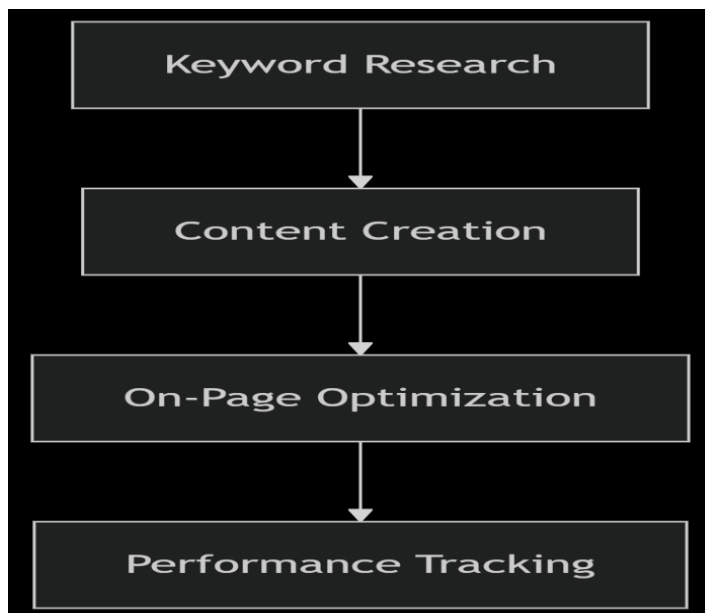 Keyword Research
Content Creation
On-Page Optimization
Performance Tracking